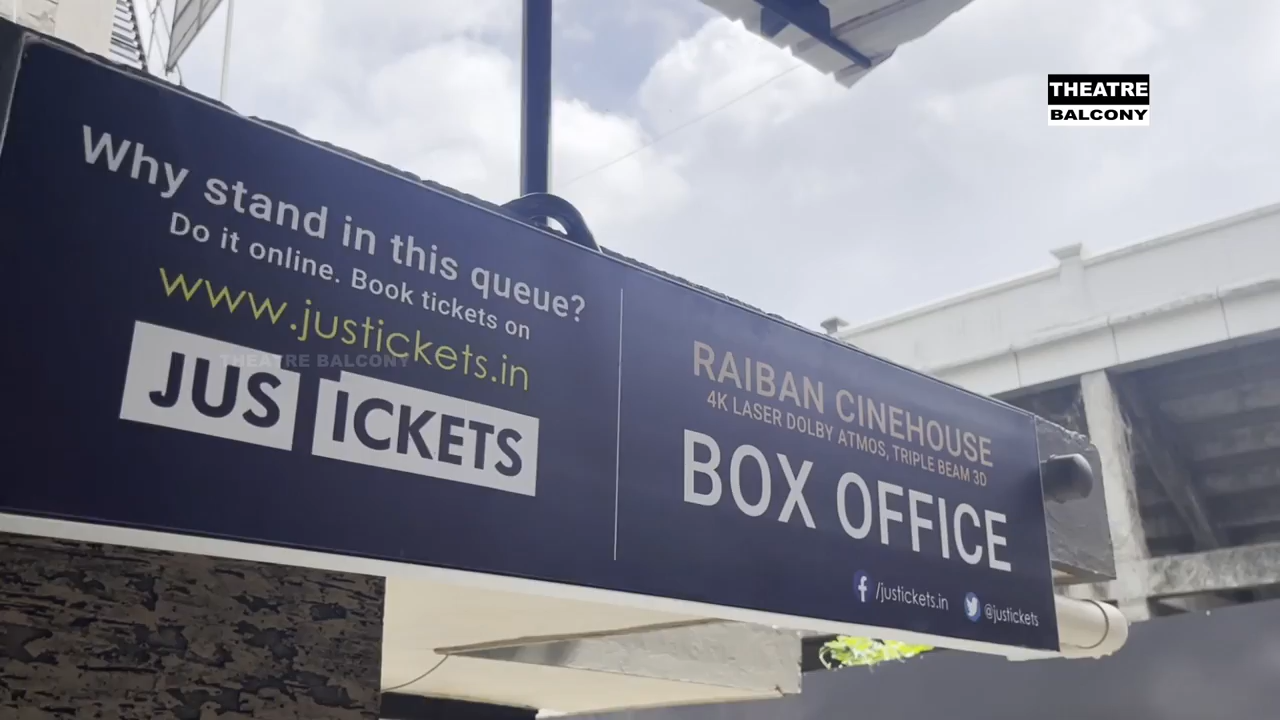 THEATRE
BALCONY
Why stand in this queue?
Do it online. Book tickets on
www.justickets.in
JUS iCKETS
THEATRE BALCONY
RAIBAN CINEHOUSE
4K LASER DOLBY ATMOS, TRIPLE BEAM 3D
BOX OFFICE
/justickets.in @justickets